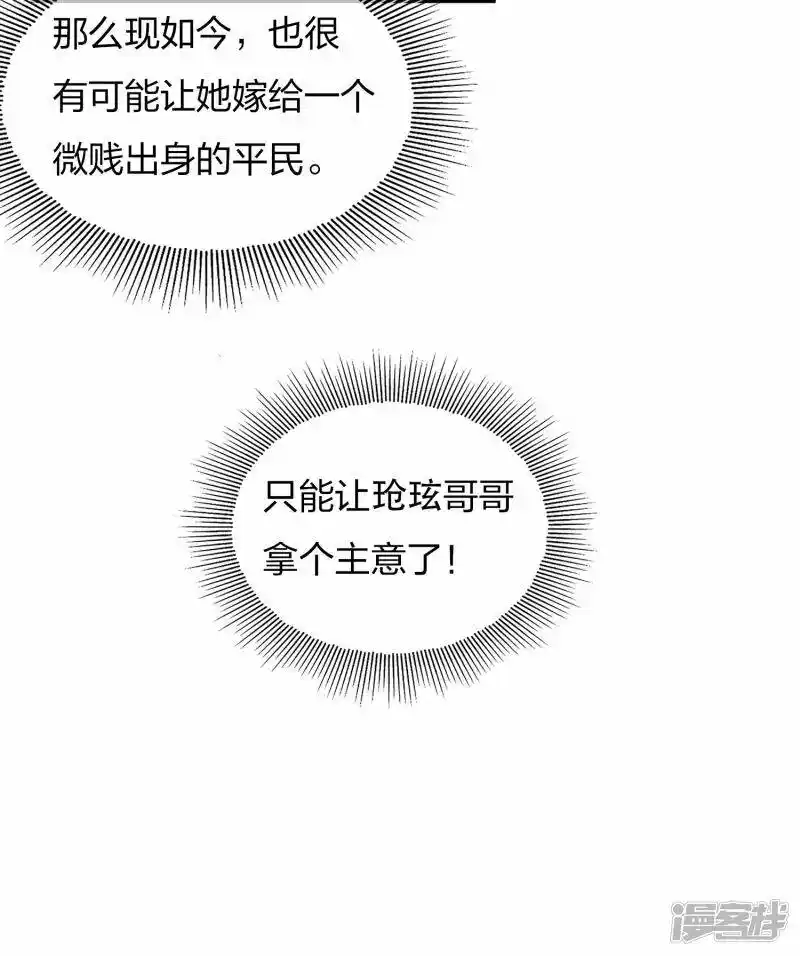 那么现如今，也很
有可能让她嫁给一个
微贱出身的平民。
只能让玱玹哥哥
拿个主意了！
漫客栈